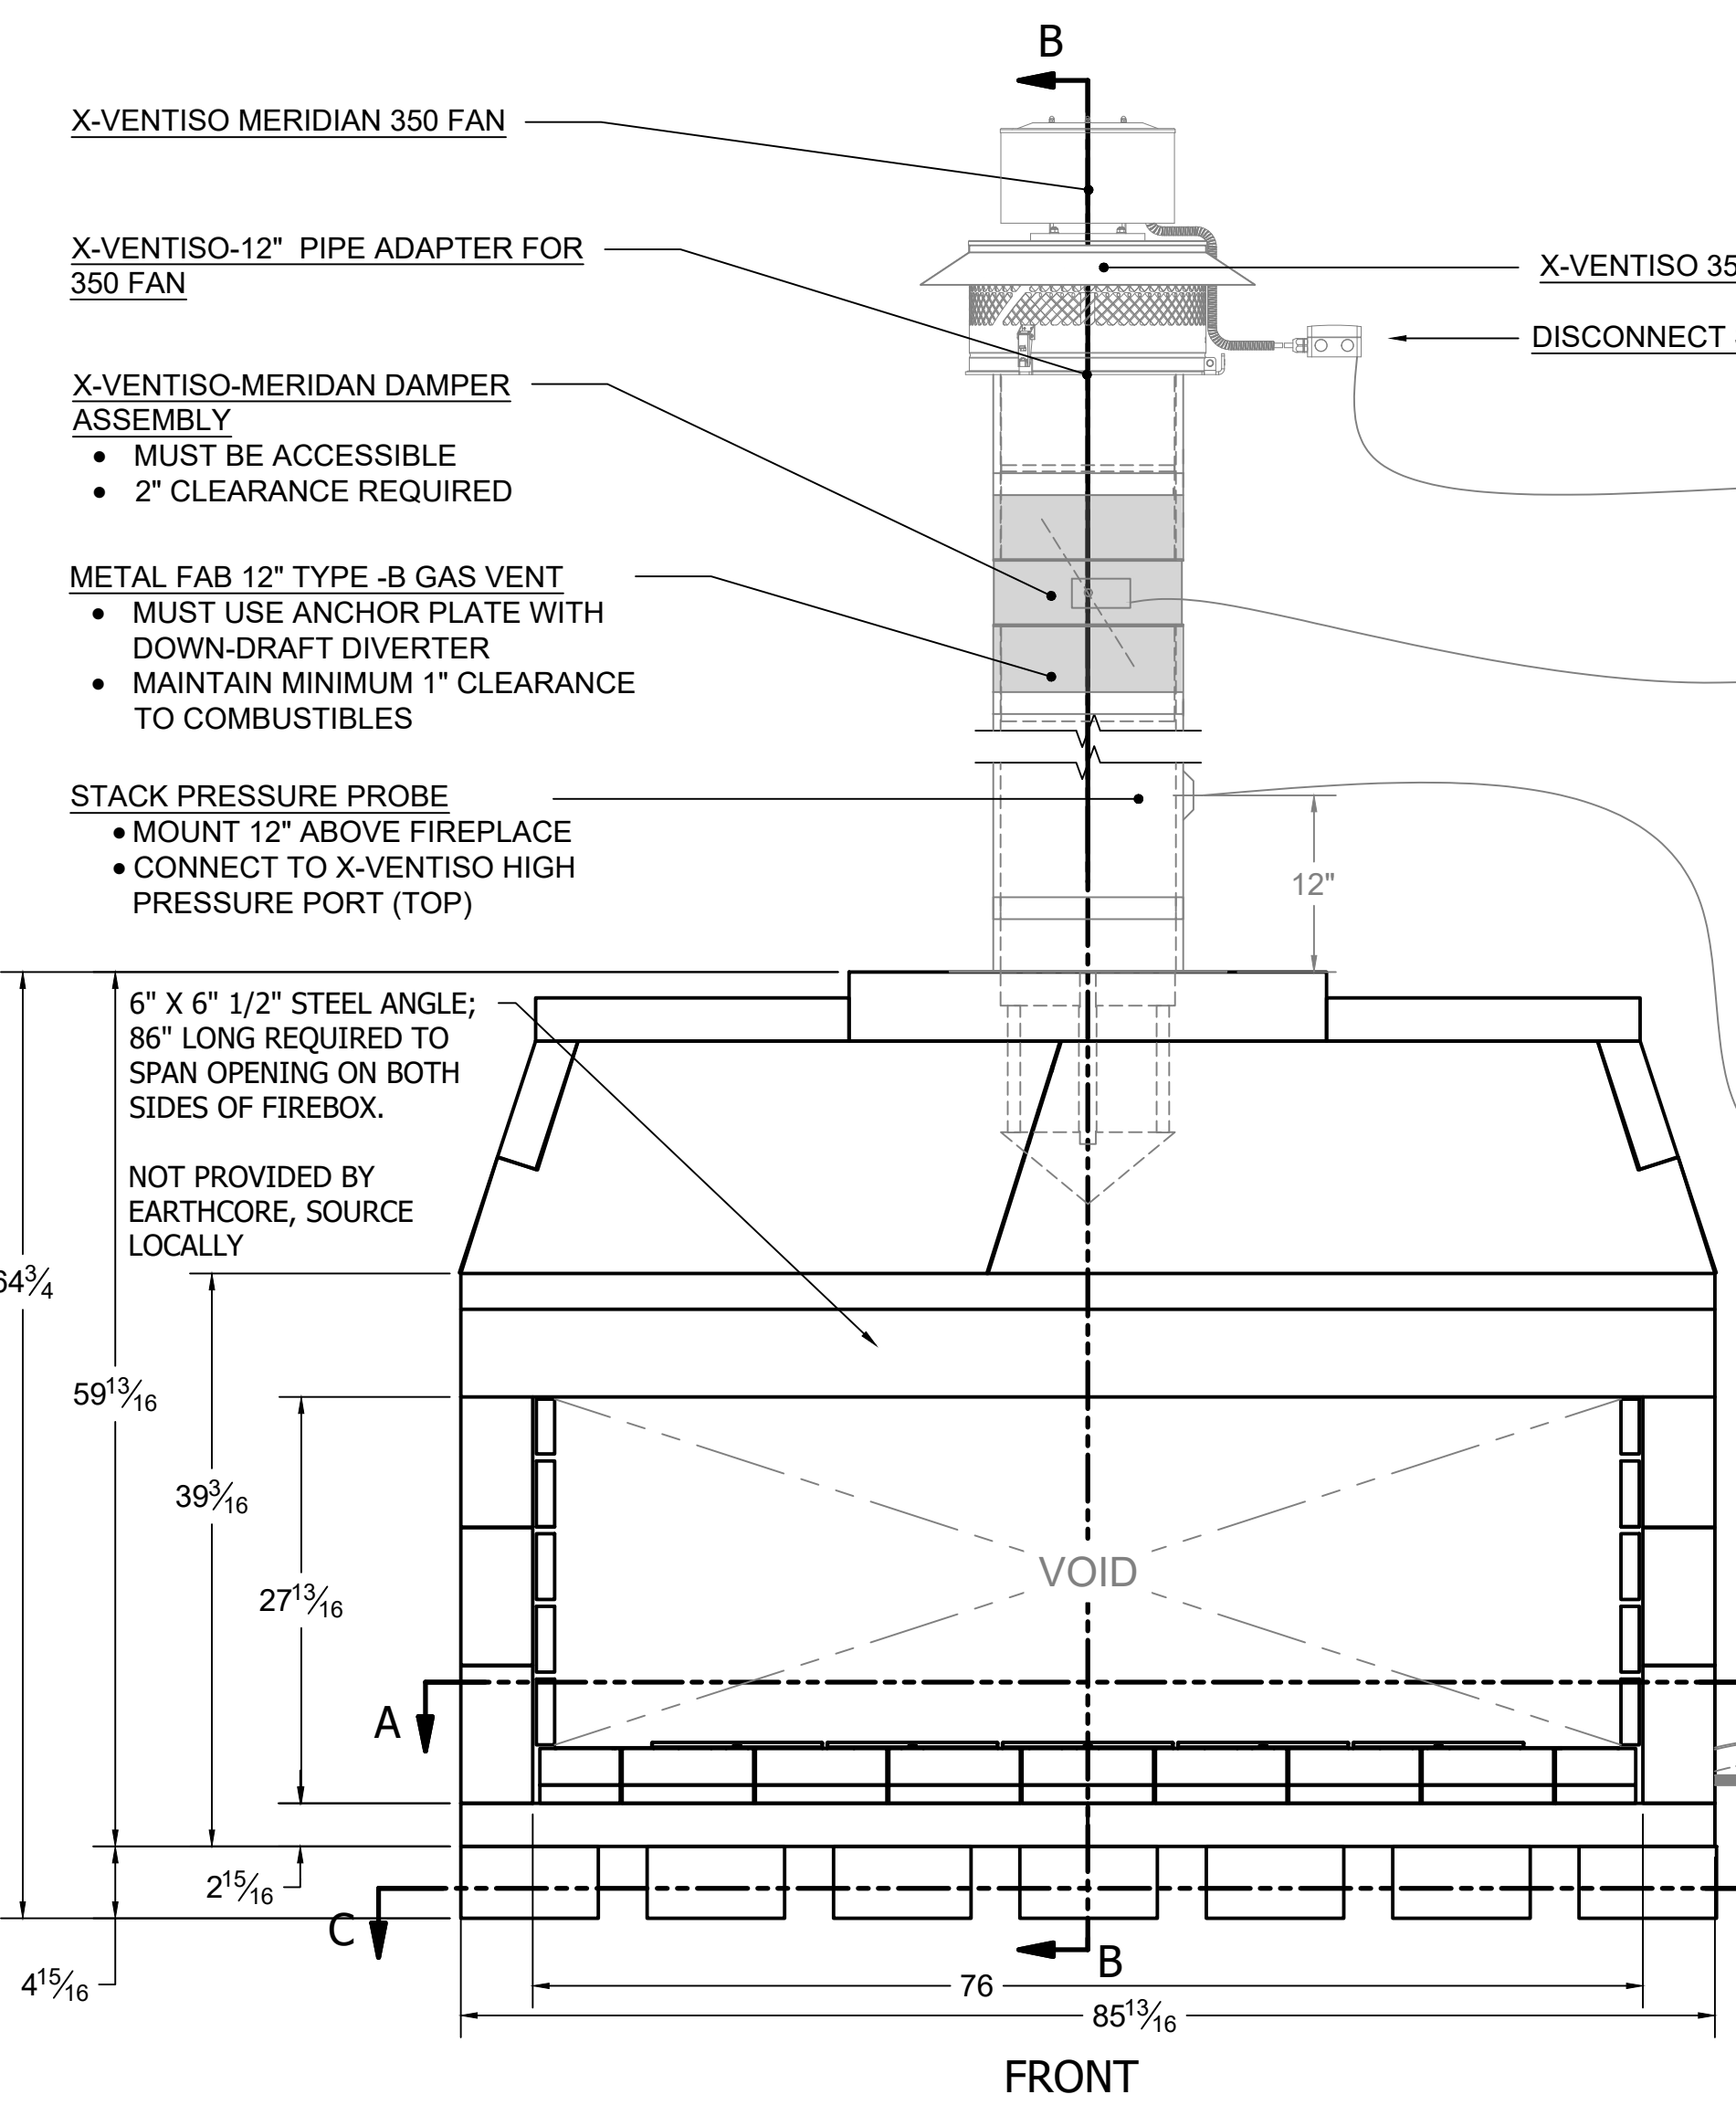 B
X-VENTISO MERIDIAN 350 FAN
X-VENTISO-12" PIPE ADAPTER FOR
350 FAN
X-VENTISO 35
DISCONNECT
X-VENTISO-MERIDAN DAMPER
ASSEMBLY
• MUST BE ACCESSIBLE
• 2" CLEARANCE REQUIRED
METAL FAB 12" TYPE -B GAS VENT
• MUST USE ANCHOR PLATE WITH
DOWN-DRAFT DIVERTER
• MAINTAIN MINIMUM 1" CLEARANCE
TO COMBUSTIBLES
STACK PRESSURE PROBE
• MOUNT 12" ABOVE FIREPLACE
• CONNECT TO X-VENTISO HIGH
PRESSURE PORT (TOP)
12"
6" X 6" 1/2" STEEL ANGLE;
86" LONG REQUIRED TO
SPAN OPENING ON BOTH
SIDES OF FIREBOX.
NOT PROVIDED BY
EARTHCORE, SOURCE
LOCALLY
64 3/4
59 13/16
39 3/16
27 13/16
VOID
A
2 15/16
C
B
4 15/16
76
85 13/16
FRONT